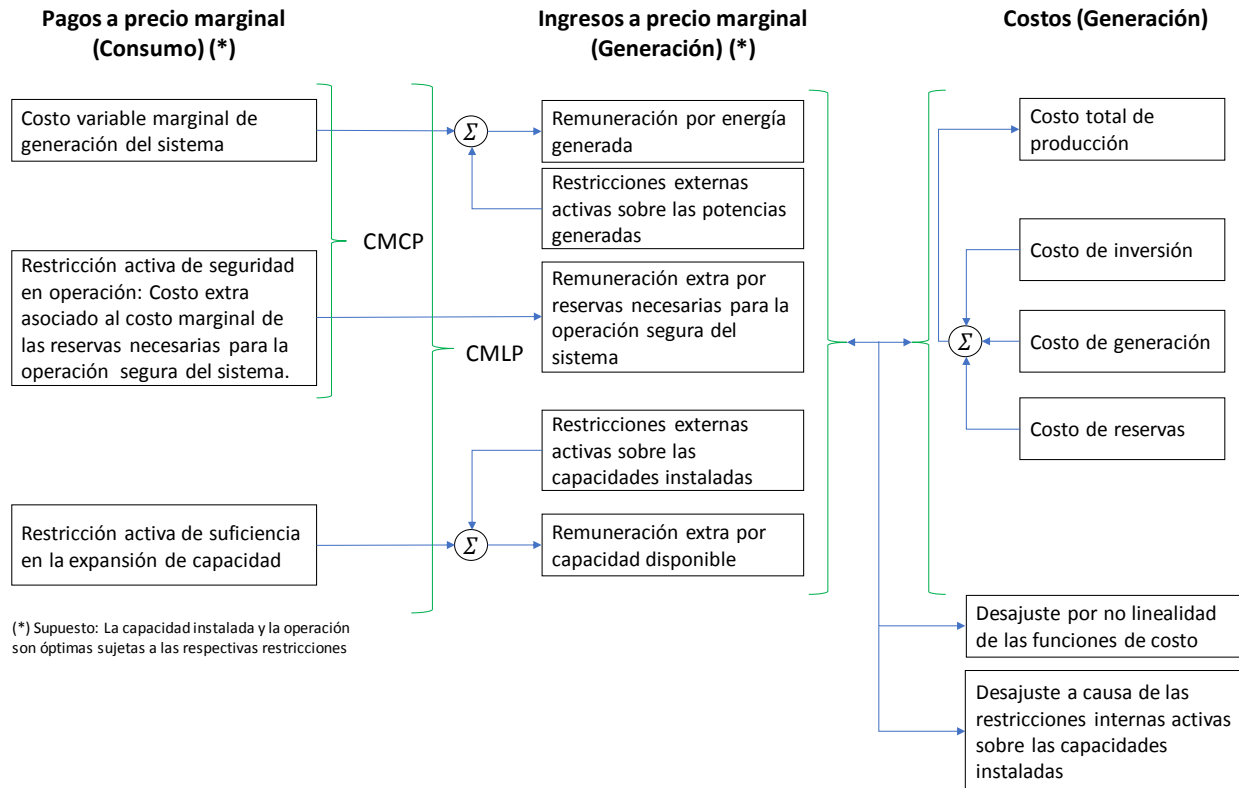 Pagos a precio marginal
(Consumo) (*)
Ingresos a precio marginal
(Generación) (*)
Costos (Generación)
Costo variable marginal de
generación del sistema
Restricción activa de seguridad
en operación: Costo extra
asociado al costo marginal de
las reservas necesarias para la
operación segura del sistema.
Restricción activa de suficiencia
en la expansión de capacidad
(*) Supuesto: La capacidad instalada y la operación
son óptimas sujetas a las respectivas restricciones
CMCP
CMLP
Σ
Σ
Remuneración por energía
generada
Restricciones externas
activas sobre las potencias
generadas
Remuneración extra por
reservas necesarias para la
operación segura del
sistema
Restricciones externas
activas sobre las
capacidades instaladas
Remuneración extra por
capacidad disponible
Costo total de
producción
Costo de inversión
Σ
Costo de generación
Costo de reservas
Desajuste por no linealidad
de las funciones de costo
Desajuste a causa de las
restricciones internas activas
sobre las capacidades
instaladas